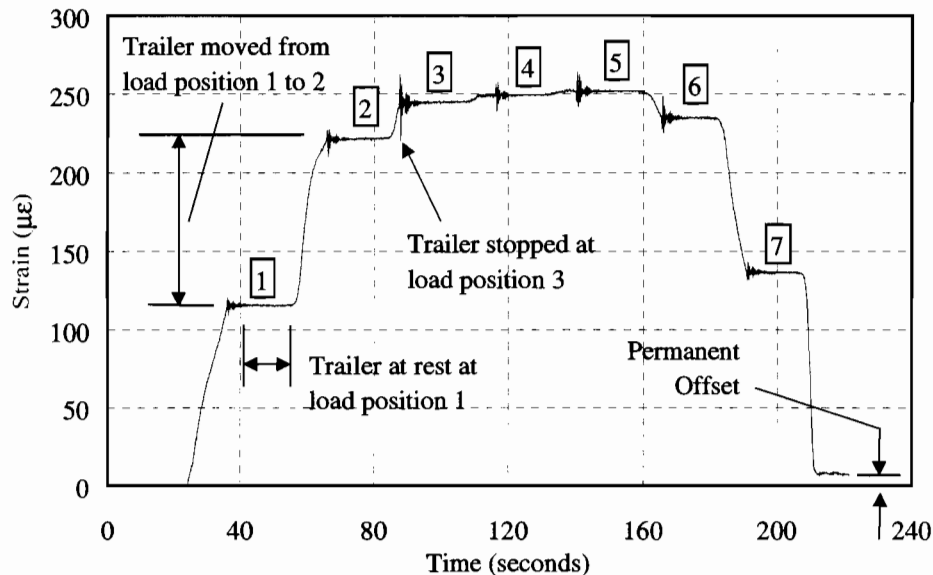 300
250
200
150
100
50
0
Strain (με)
Trailer moved from
load position 1 to 2
1
2
3
4
5
6
7
Trailer stopped at
load position 3
Trailer at rest at
load position 1
Permanent
Offset
0
40
80
120
160
200
240
Time (seconds)